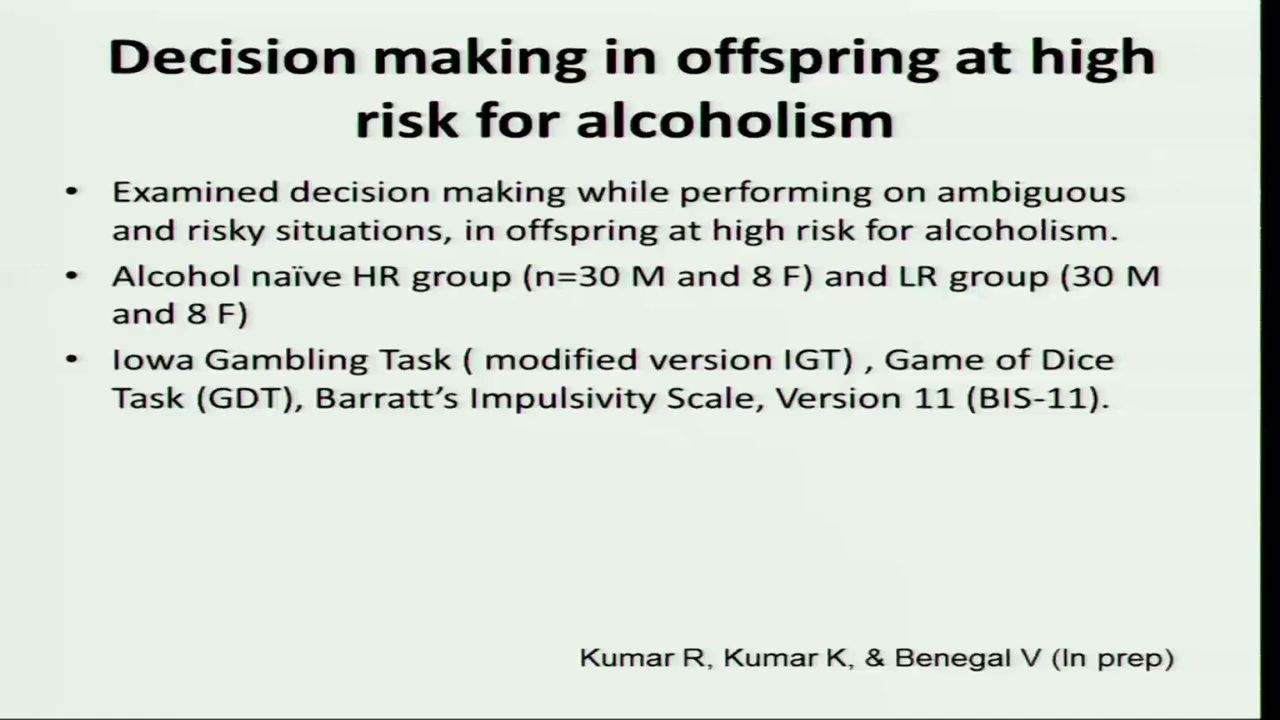 Decision making in offspring at high
risk for alcoholism
• Examined decision making while performing on ambiguous
and risky situations, in offspring at high risk for alcoholism.
• Alcohol naïve HR group (n=30 M and 8 F) and LR group (30 M
and 8 F)
• Iowa Gambling Task ( modified version IGT) , Game of Dice
Task (GDT), Barratt’s Impulsivity Scale, Version 11 (BIS-11).
Kumar R, Kumar K, & Benegal V (In prep)